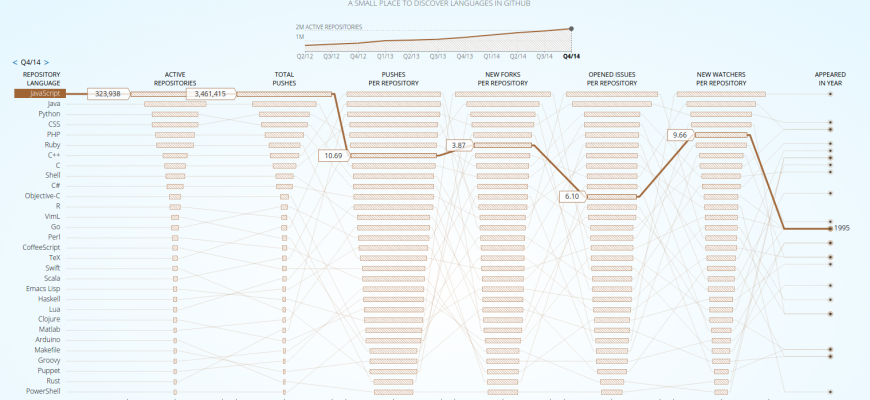 A SMALL PLACE TO DISCOVER LANGUAGES IN GITHUB
2M ACTIVE REPOSITORIES
1M
Q2/12 Q3/12 Q4/12 Q1/13 Q2/13 Q3/13 Q4/13 Q1/14 Q2/14 Q3/14 Q4/14
< Q4/14 >
REPOSITORY LANGUAGE
ACTIVE REPOSITORIES
TOTAL PUSHES
PUSHES PER REPOSITORY
NEW FORKS PER REPOSITORY
OPENED ISSUES PER REPOSITORY
NEW WATCHERS PER REPOSITORY
APPEARED IN YEAR
JavaScript 323,938 3,461,415
Java
Python
CSS
PHP 9.66
Ruby 3.87
C++ 10.69
C
Shell
C#
Objective-C 6.10
R
VimL
Go 1995
Perl
CoffeeScript
TeX
Swift
Scala
Emacs Lisp
Haskell
Lua
Clojure
Matlab
Arduino
Makefile
Groovy
Puppet
Rust
PowerShell